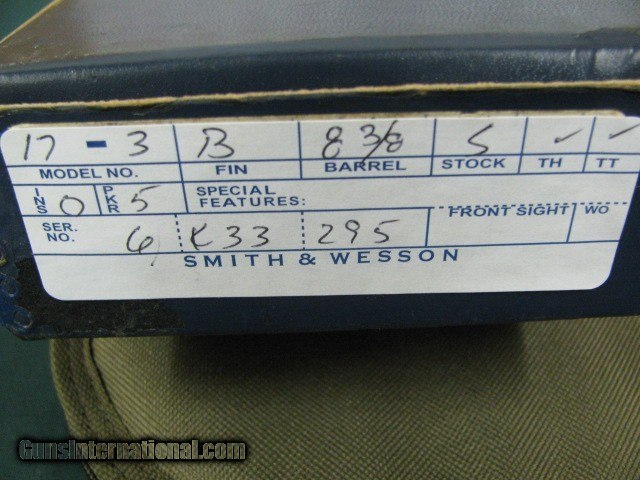 17 - 3 B 8 3/8 S ✓ ✓
MODEL NO. FIN BARREL STOCK TH TT
INS O PKR 5 SPECIAL FEATURES: FRONT SIGHT WO
SER. NO. 6 K33 295
SMITH & WESSON
GunsInternational.com